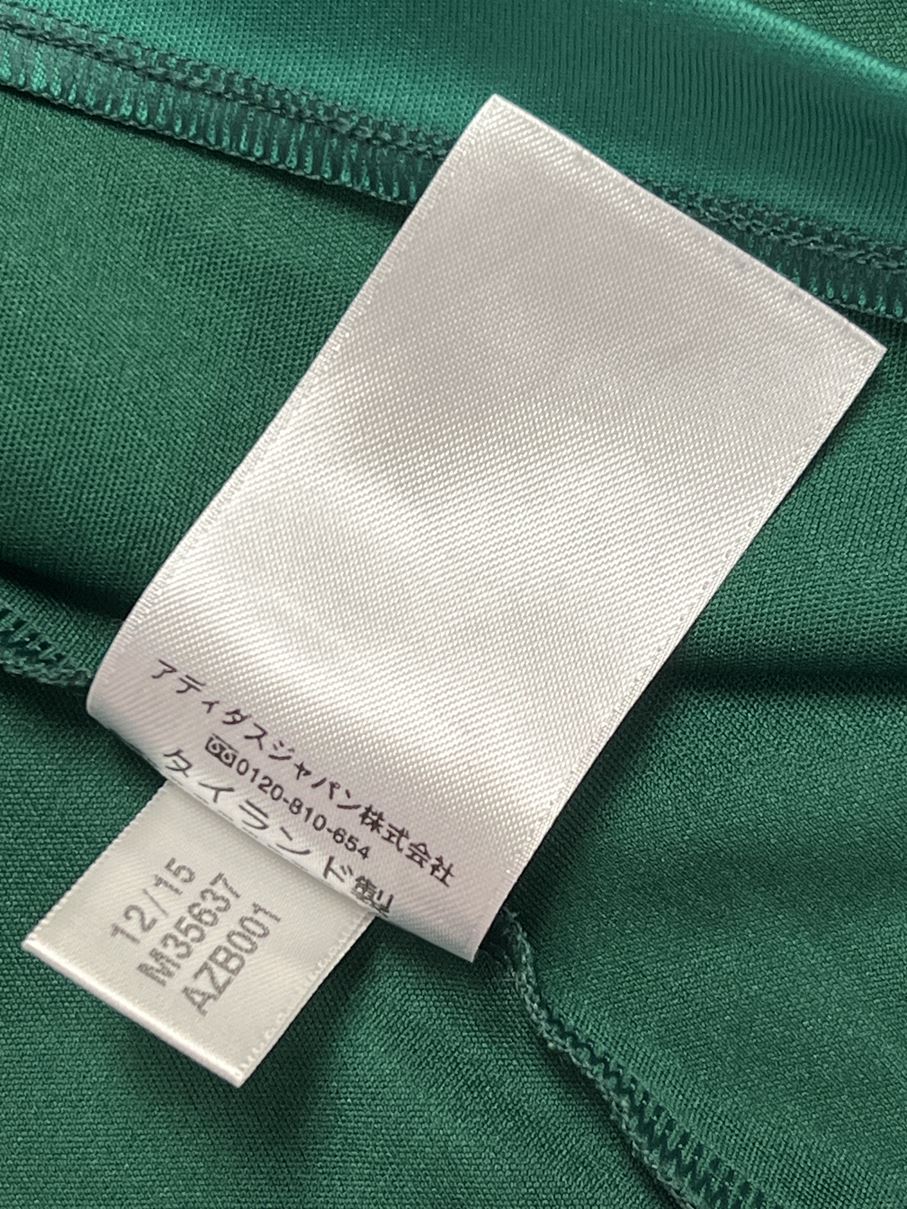 アディダスジャパン株式会社
0120-810-654
タイランド製
12/15
M35637
AZB001